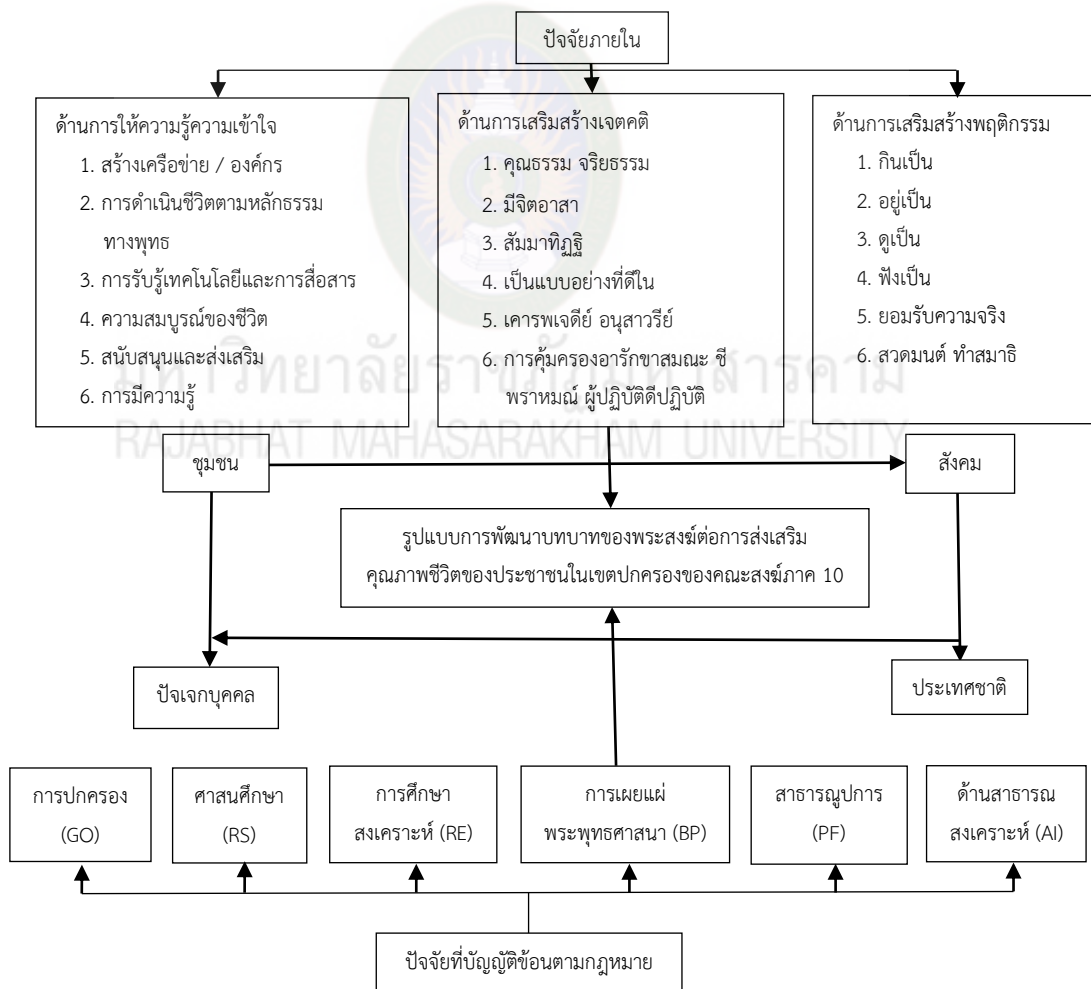 ปัจจัยภายใน
ด้านการให้ความรู้ความเข้าใจ
1. สร้างเครือข่าย / องค์กร
2. การดำเนินชีวิตตามหลักธรรม
ทางพุทธ
3. การรับรู้เทคโนโลยีและการสื่อสาร
4. ความสมบูรณ์ของชีวิต
5. สนับสนุนและส่งเสริม
6. การมีความรู้
ด้านการเสริมสร้างเจตคติ
1. คุณธรรม จริยธรรม
2. มีจิตอาสา
3. สัมมาทิฏฐิ
4. เป็นแบบอย่างที่ดีใน
5. เคารพเจดีย์ อนุสาวรีย์
6. การคุ้มครองอารักขาสมณะ ชี
พราหมณ์ ผู้ปฏิบัติดีปฏิบัติ
ด้านการเสริมสร้างพฤติกรรม
1. กินเป็น
2. อยู่เป็น
3. ดูเป็น
4. ฟังเป็น
5. ยอมรับความจริง
6. สวดมนต์ ทำสมาธิ
มหาวิทยาลัยราชภัฏมหาสารคาม
RAJABHAT MAHASARAKHAM UNIVERSITY
ชุมชน
สังคม
รูปแบบการพัฒนาบทบาทของพระสงฆ์ต่อการส่งเสริม
คุณภาพชีวิตของประชาชนในเขตปกครองของคณะสงฆ์ภาค 10
ปัจเจกบุคคล
ประเทศชาติ
การปกครอง
(GO)
ศาสนศึกษา
(RS)
การศึกษา
สงเคราะห์ (RE)
การเผยแผ่
พระพุทธศาสนา (BP)
สาธารณูปการ
(PF)
ด้านสาธารณ
สงเคราะห์ (AI)
ปัจจัยที่บัญญัติข้อนตามกฎหมาย